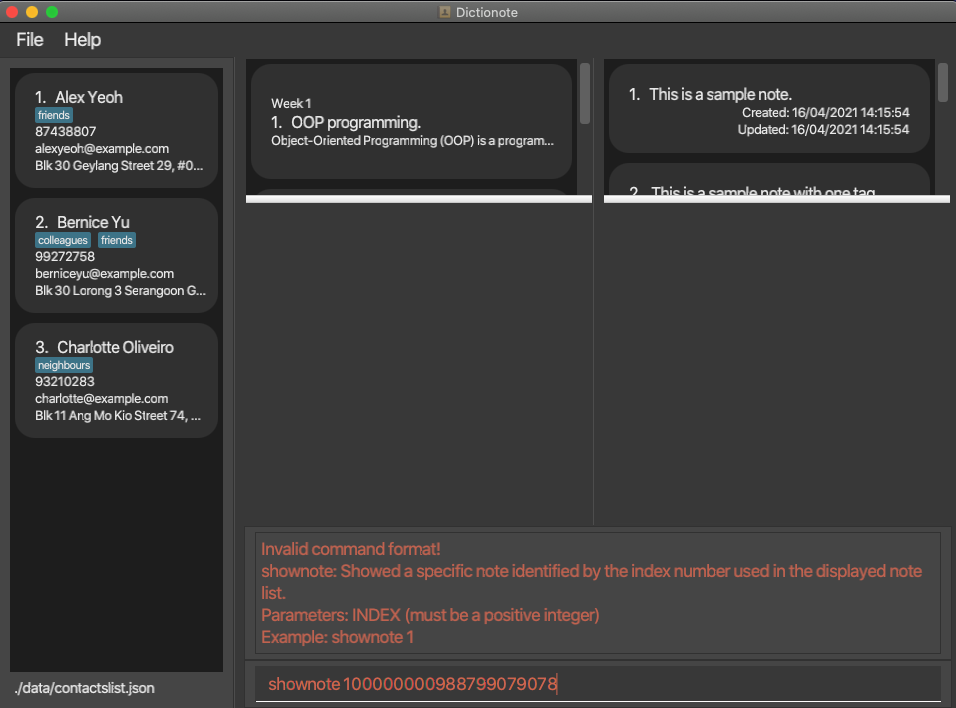 Dictionote
File Help
1. Alex Yeoh
friends
87438807
alexyeoh@example.com
Blk 30 Geylang Street 29, #0...
2. Bernice Yu
colleagues friends
99272758
berniceyu@example.com
Blk 30 Lorong 3 Serangoon G...
3. Charlotte Oliveiro
neighbours
93210283
charlotte@example.com
Blk 11 Ang Mo Kio Street 74, ...
./data/contactslist.json
Week 1
1. OOP programming.
Object-Oriented Programming (OOP) is a program...
1. This is a sample note.
Created: 16/04/2021 14:15:54
Updated: 16/04/2021 14:15:54
2. This is a sample note with one tag
Invalid command format!
shownote: Showed a specific note identified by the index number used in the displayed note
list.
Parameters: INDEX (must be a positive integer)
Example: shownote 1
shownote 100000000988799079078